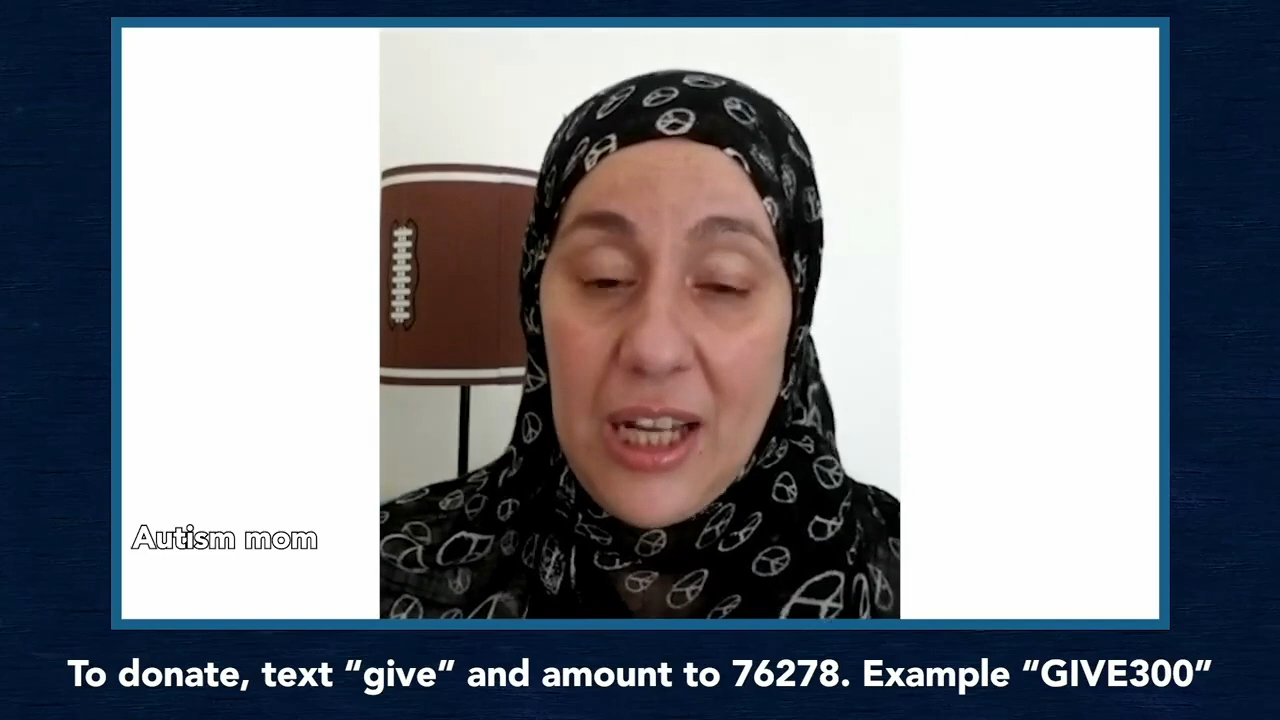 Autism mom
To donate, text “give” and amount to 76278. Example “GIVE300”